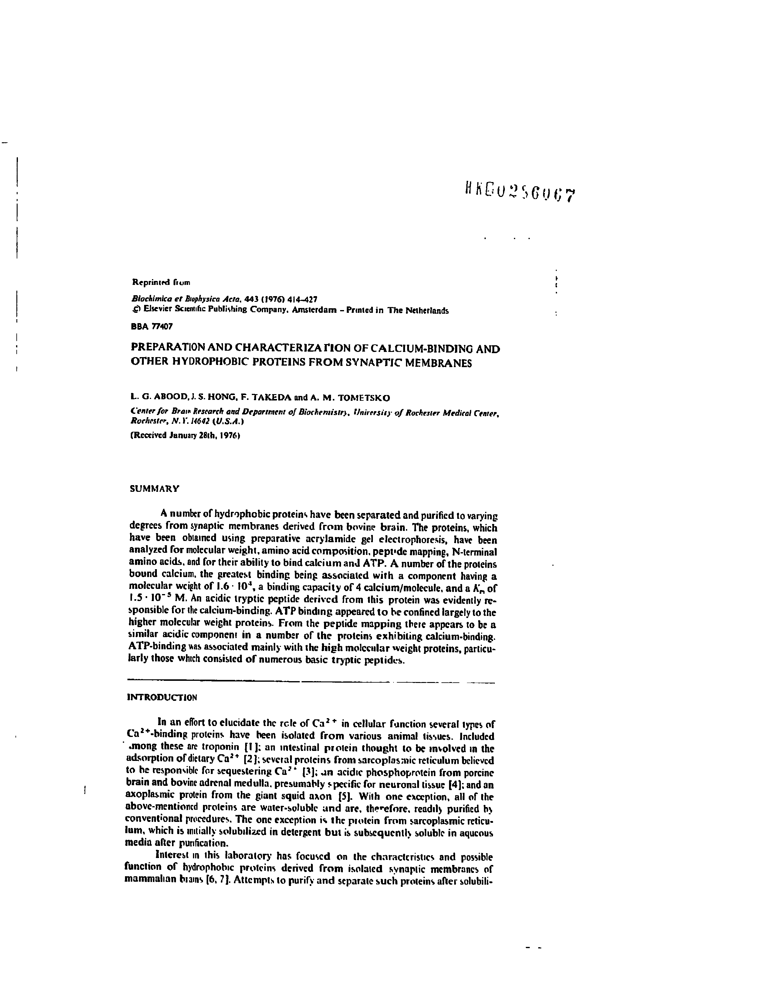 HKE0256067
Reprinted from
Biochimica et Biophysica Acta, 443 (1976) 414–427
© Elsevier Scientific Publishing Company, Amsterdam – Printed in The Netherlands
BBA 77407
PREPARATION AND CHARACTERIZATION OF CALCIUM-BINDING AND
OTHER HYDROPHOBIC PROTEINS FROM SYNAPTIC MEMBRANES
L. G. ABOOD, J. S. HONG, F. TAKEDA and A. M. TOMETSKO
Center for Brain Research and Department of Biochemistry, University of Rochester Medical Center,
Rochester, N.Y. 14642 (U.S.A.)
(Received January 28th, 1976)
SUMMARY
A number of hydrophobic proteins have been separated and purified to varying
degrees from synaptic membranes derived from bovine brain. The proteins, which
have been obtained using preparative acrylamide gel electrophoresis, have been
analyzed for molecular weight, amino acid composition, peptide mapping, N-terminal
amino acids, and for their ability to bind calcium and ATP. A number of the proteins
bound calcium, the greatest binding being associated with a component having a
molecular weight of 1.6 · 10⁴, a binding capacity of 4 calcium/molecule, and a Kₘ of
1.5 · 10⁻⁵ M. An acidic tryptic peptide derived from this protein was evidently re-
sponsible for the calcium-binding. ATP binding appeared to be confined largely to the
higher molecular weight proteins. From the peptide mapping there appears to be a
similar acidic component in a number of the proteins exhibiting calcium-binding.
ATP-binding was associated mainly with the high molecular weight proteins, particu-
larly those which consisted of numerous basic tryptic peptides.
INTRODUCTION
In an effort to elucidate the role of Ca²⁺ in cellular function several types of
Ca²⁺-binding proteins have been isolated from various animal tissues. Included
among these are troponin [1]; an intestinal protein thought to be involved in the
adsorption of dietary Ca²⁺ [2]; several proteins from sarcoplasmic reticulum believed
to be responsible for sequestering Ca²⁺ [3]; an acidic phosphoprotein from porcine
brain and bovine adrenal medulla, presumably specific for neuronal tissue [4]; and an
axoplasmic protein from the giant squid axon [5]. With one exception, all of the
above-mentioned proteins are water-soluble and are, therefore, readily purified by
conventional procedures. The one exception is the protein from sarcoplasmic reticu-
lum, which is initially solubilized in detergent but is subsequently soluble in aqueous
media after purification.
Interest in this laboratory has focused on the characteristics and possible
function of hydrophobic proteins derived from isolated synaptic membranes of
mammalian brains [6, 7]. Attempts to purify and separate such proteins after solubili-